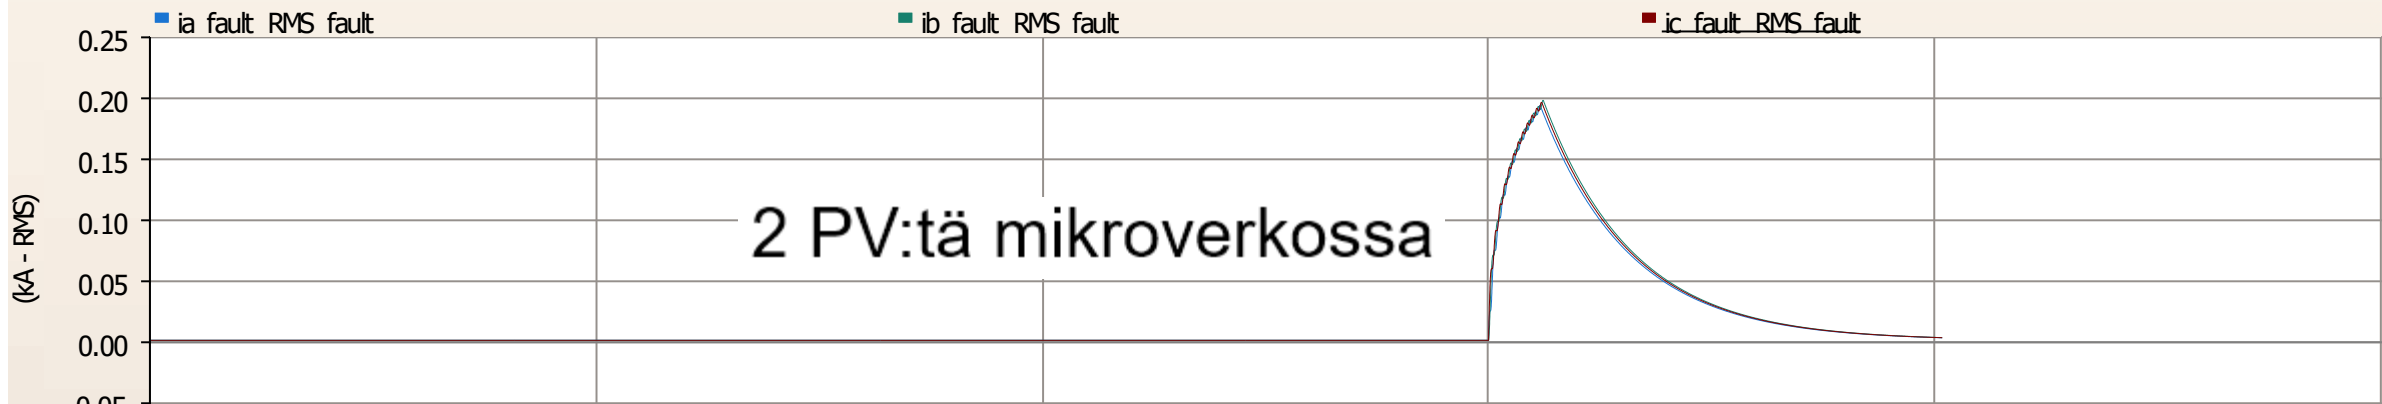 ia fault RMS fault ib fault RMS fault ic fault RMS fault
0.25
0.20
0.15
0.10
0.05
0.00
(kA - RMS)
2 PV:tä mikroverkossa